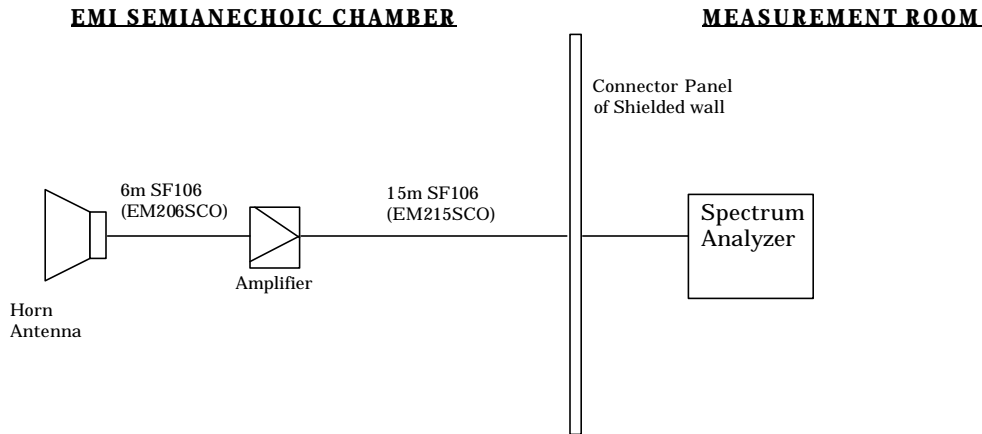 EMI SEMIANECHOIC CHAMBER
MEASUREMENT ROOM
Connector Panel
of Shielded wall
6m SF106
(EM206SCO)
15m SF106
(EM215SCO)
Spectrum
Analyzer
Amplifier
Horn
Antenna